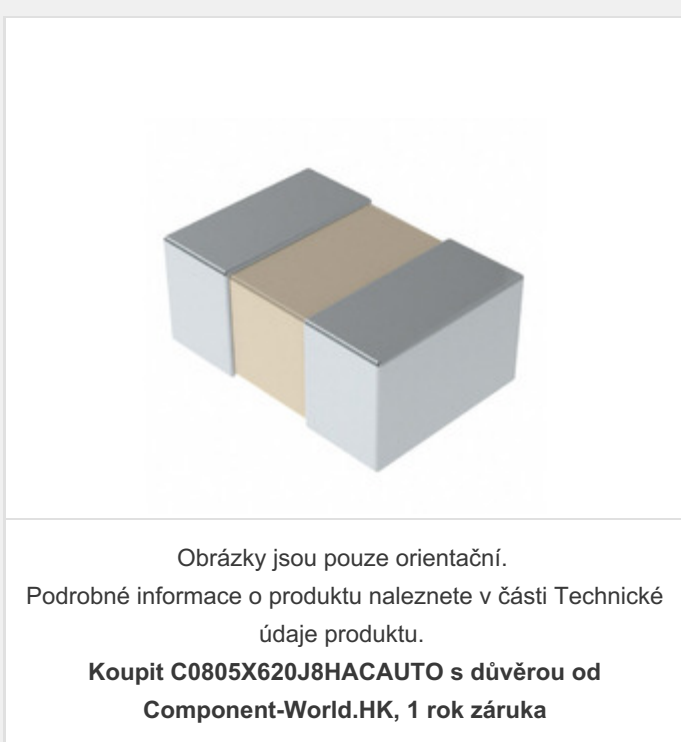 Obrázky jsou pouze orientační.
Podrobné informace o produktu naleznete v části Technické
údaje produktu.
Koupit C0805X620J8HACAUTO s důvěrou od
Component-World.HK, 1 rok záruka